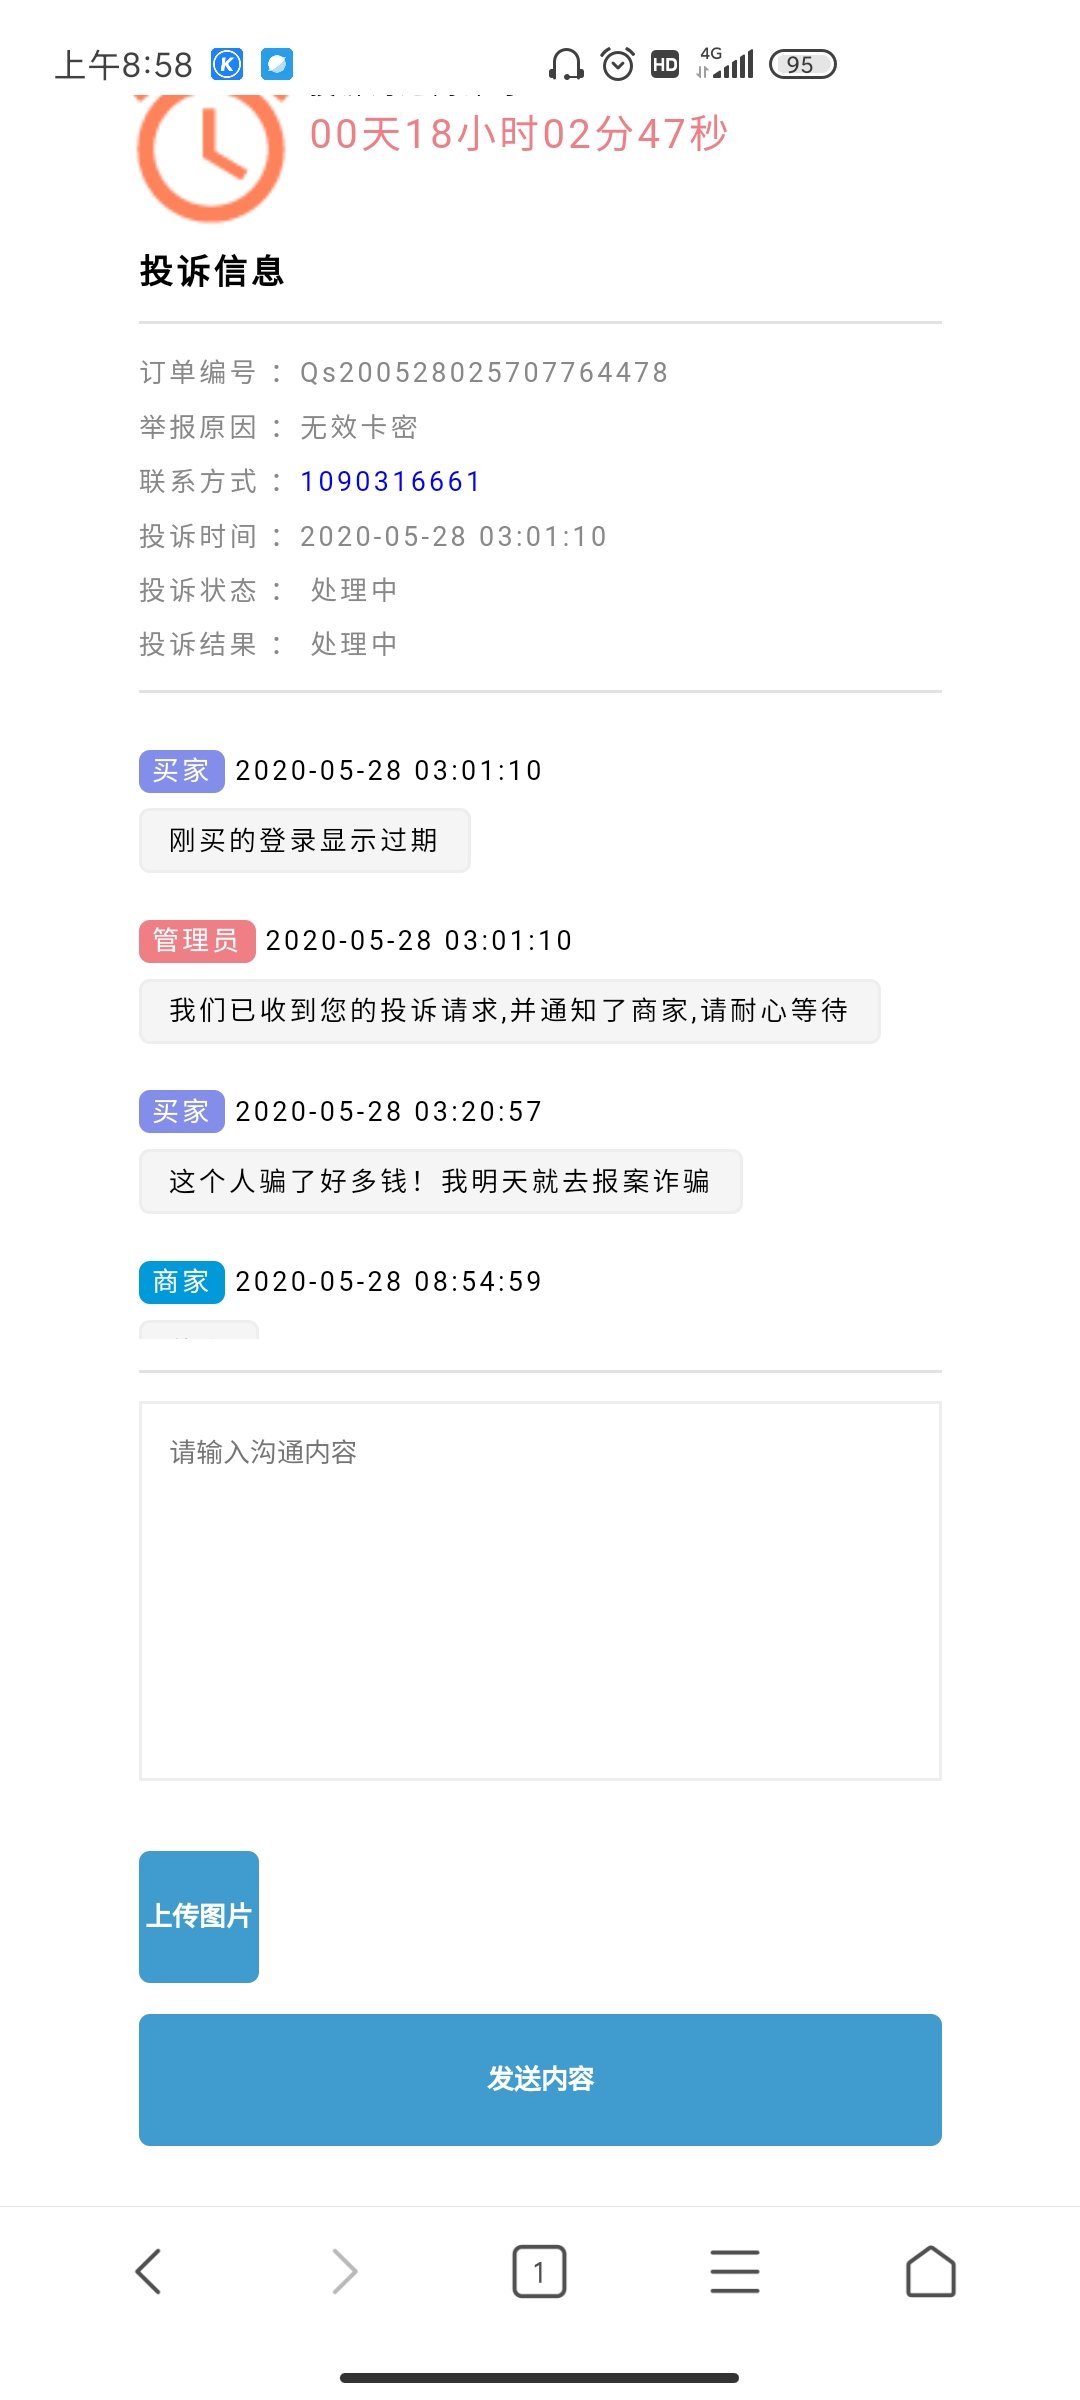 上午8:58
HD
4G
95
00天18小时02分47秒
投诉信息
订单编号 ：Qs200528025707764478
举报原因 ：无效卡密
联系方式 ：1090316661
投诉时间 ：2020-05-28 03:01:10
投诉状态 ： 处理中
投诉结果 ： 处理中
买家 2020-05-28 03:01:10
刚买的登录显示过期
管理员 2020-05-28 03:01:10
我们已收到您的投诉请求,并通知了商家,请耐心等待
买家 2020-05-28 03:20:57
这个人骗了好多钱！我明天就去报案诈骗
商家 2020-05-28 08:54:59
请输入沟通内容
上传图片
发送内容
1